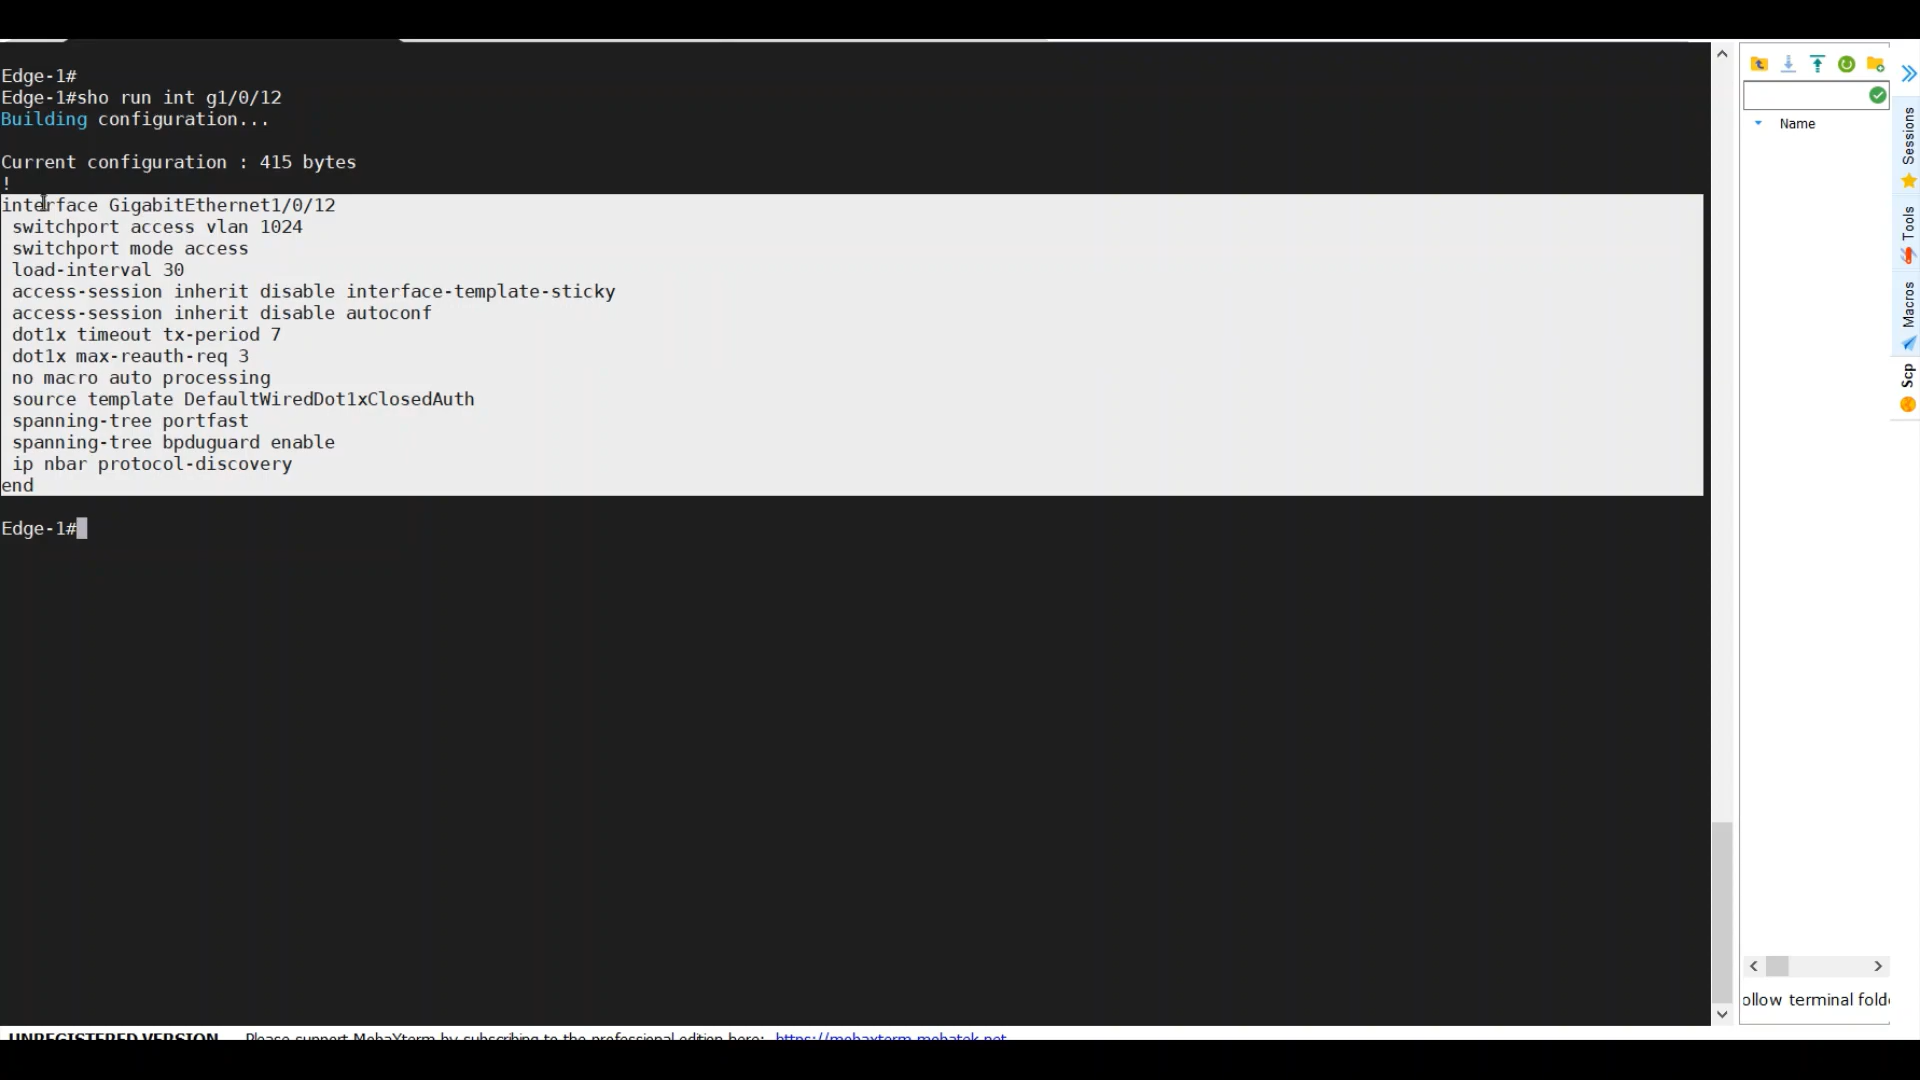 Edge-1#
Edge-1#sho run int g1/0/12
Building configuration...
Current configuration : 415 bytes
!
interface GigabitEthernet1/0/12
switchport access vlan 1024
switchport mode access
load-interval 30
access-session inherit disable interface-template-sticky
access-session inherit disable autoconf
dot1x timeout tx-period 7
dot1x max-reauth-req 3
no macro auto processing
source template DefaultWiredDot1xClosedAuth
spanning-tree portfast
spanning-tree bpduguard enable
ip nbar protocol-discovery
end
Edge-1#
Name
Sessions
Tools
Macros
Scp
ollow terminal folde
UNREGISTERED VERSION Please support MobaXterm by subscribing to the professional edition here: https://mobaxterm.mobatek.net